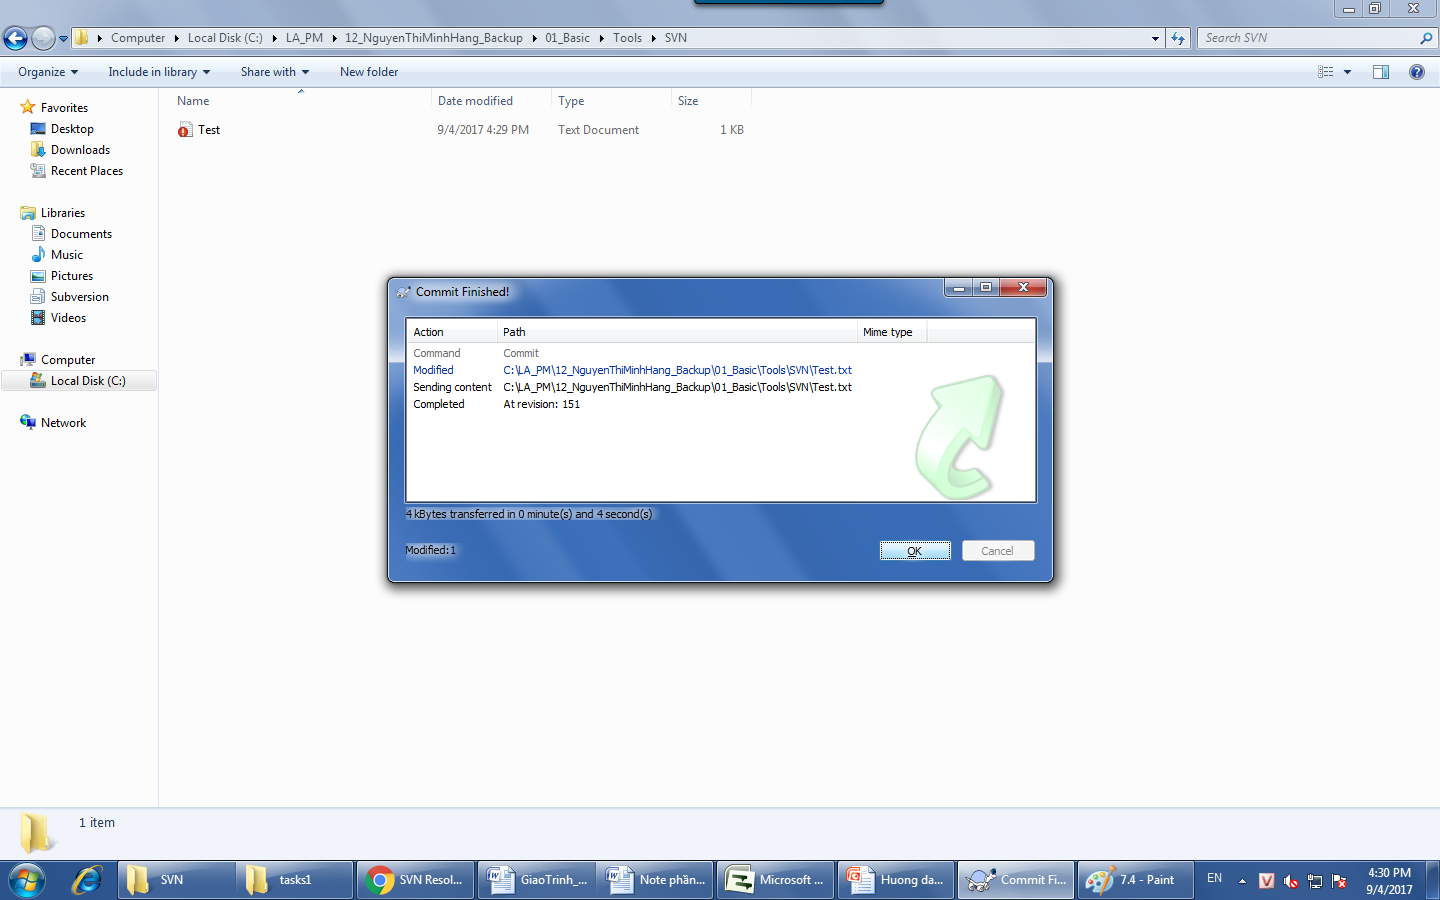 Computer Local Disk (C:) LA_PM 12_NguyenThiMinhHang_Backup 01_Basic Tools SVN Search SVN
Organize Include in library Share with New folder
Name Date modified Type Size
Test 9/4/2017 4:29 PM Text Document 1 KB
Favorites
Desktop
Downloads
Recent Places
Libraries
Documents
Music
Pictures
Subversion
Videos
Computer
Local Disk (C:)
Network
Commit Finished!
Action Path Mime type
Command Commit
Modified C:\LA_PM\12_NguyenThiMinhHang_Backup\01_Basic\Tools\SVN\Test.txt
Sending content C:\LA_PM\12_NguyenThiMinhHang_Backup\01_Basic\Tools\SVN\Test.txt
Completed At revision: 151
4 kBytes transferred in 0 minute(s) and 4 second(s)
Modified:1 OK Cancel
1 item
SVN tasks1 SVN Resol... GiaoTrinh_... Note phần... Microsoft ... Huong da... Commit Fi... 7.4 - Paint EN 4:30 PM
9/4/2017